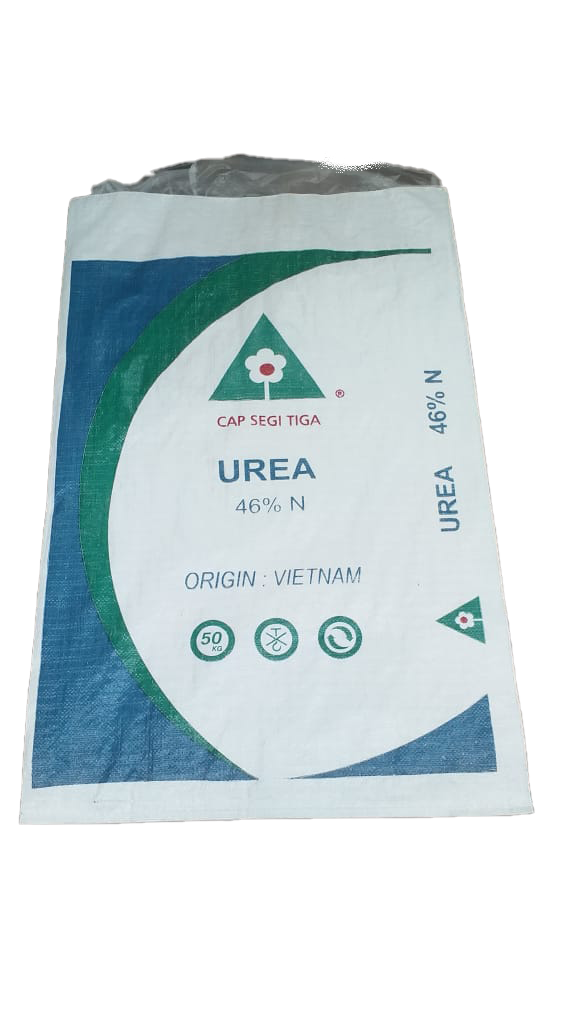 ®
CAP SEGI TIGA
UREA
46% N
ORIGIN : VIETNAM
50
KG
UREA 46% N